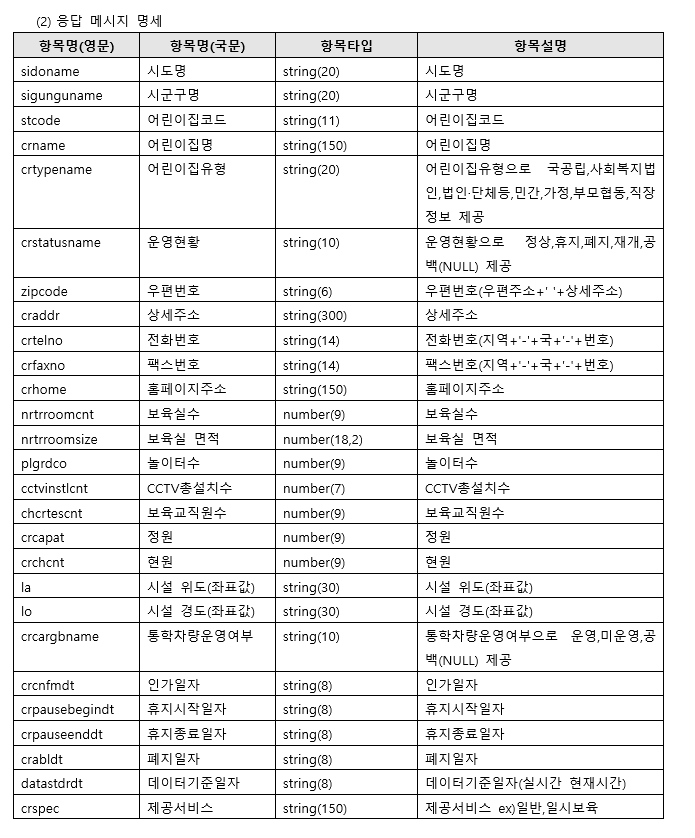 (2) 응답 메시지 명세
항목명(영문) 항목명(국문) 항목타입 항목설명
sidoname 시도명 string(20) 시도명
sigunguname 시군구명 string(20) 시군구명
stcode 어린이집코드 string(11) 어린이집코드
crname 어린이집명 string(150) 어린이집명
crtypename 어린이집유형 string(20) 어린이집유형으로 국공립,사회복지법
인,법인·단체등,민간,가정,부모협동,직장
정보 제공
crstatusname 운영현황 string(10) 운영현황으로 정상,휴지,폐지,재개,공
백(NULL) 제공
zipcode 우편번호 string(6) 우편번호(우편주소+' '+상세주소)
craddr 상세주소 string(300) 상세주소
crtelno 전화번호 string(14) 전화번호(지역+'-'+국+'-'+번호)
crfaxno 팩스번호 string(14) 팩스번호(지역+'-'+국+'-'+번호)
crhome 홈페이지주소 string(150) 홈페이지주소
nrtrroomcnt 보육실수 number(9) 보육실수
nrtrroomsize 보육실 면적 number(18,2) 보육실 면적
plgrdco 놀이터수 number(9) 놀이터수
cctvinstlcnt CCTV총설치수 number(7) CCTV총설치수
chcrtescnt 보육교직원수 number(9) 보육교직원수
crcapat 정원 number(9) 정원
crchcnt 현원 number(9) 현원
la 시설 위도(좌표값) string(30) 시설 위도(좌표값)
lo 시설 경도(좌표값) string(30) 시설 경도(좌표값)
crcargbname 통학차량운영여부 string(10) 통학차량운영여부으로 운영,미운영,공
백(NULL) 제공
crcnfmdt 인가일자 string(8) 인가일자
crpausebegindt 휴지시작일자 string(8) 휴지시작일자
crpauseenddt 휴지종료일자 string(8) 휴지종료일자
crabldt 폐지일자 string(8) 폐지일자
datastdrdt 데이터기준일자 string(8) 데이터기준일자(실시간 현재시간)
crspec 제공서비스 string(150) 제공서비스 ex)일반,일시보육